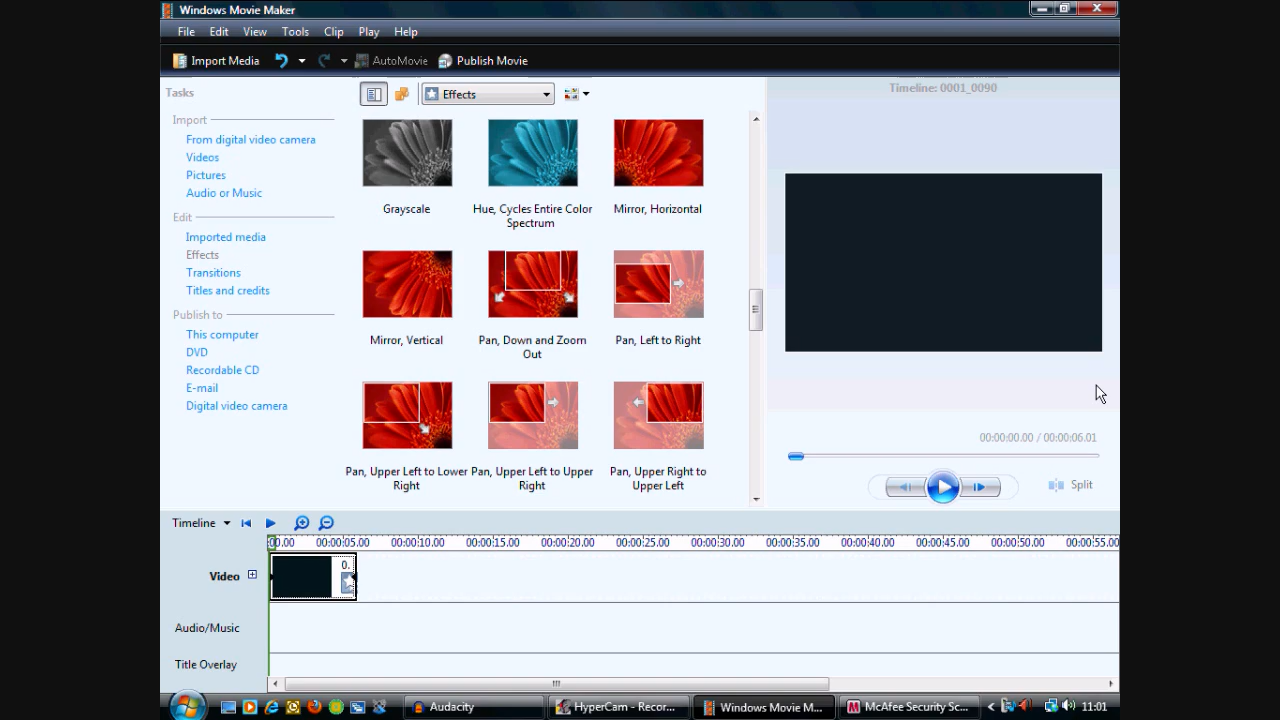 Windows Movie Maker
File Edit View Tools Clip Play Help
Import Media AutoMovie Publish Movie
Tasks
Import
From digital video camera
Videos
Pictures
Audio or Music
Edit
Imported media
Effects
Transitions
Titles and credits
Publish to
This computer
DVD
Recordable CD
E-mail
Digital video camera
Effects
Grayscale
Hue, Cycles Entire Color
Spectrum
Mirror, Horizontal
Mirror, Vertical
Pan, Down and Zoom
Out
Pan, Left to Right
Pan, Upper Left to Lower
Right
Pan, Upper Left to Upper
Right
Pan, Upper Right to
Upper Left
Timeline: 0001_0090
00:00:00.00 / 00:00:06.01
Split
Timeline
00.00 00:00:05.00 00:00:10.00 00:00:15.00 00:00:20.00 00:00:25.00 00:00:30.00 00:00:35.00 00:00:40.00 00:00:45.00 00:00:50.00 00:00:55.00
Video
0.
Audio/Music
Title Overlay
Audacity
HyperCam - Recor...
Windows Movie M...
McAfee Security Sc...
11:01